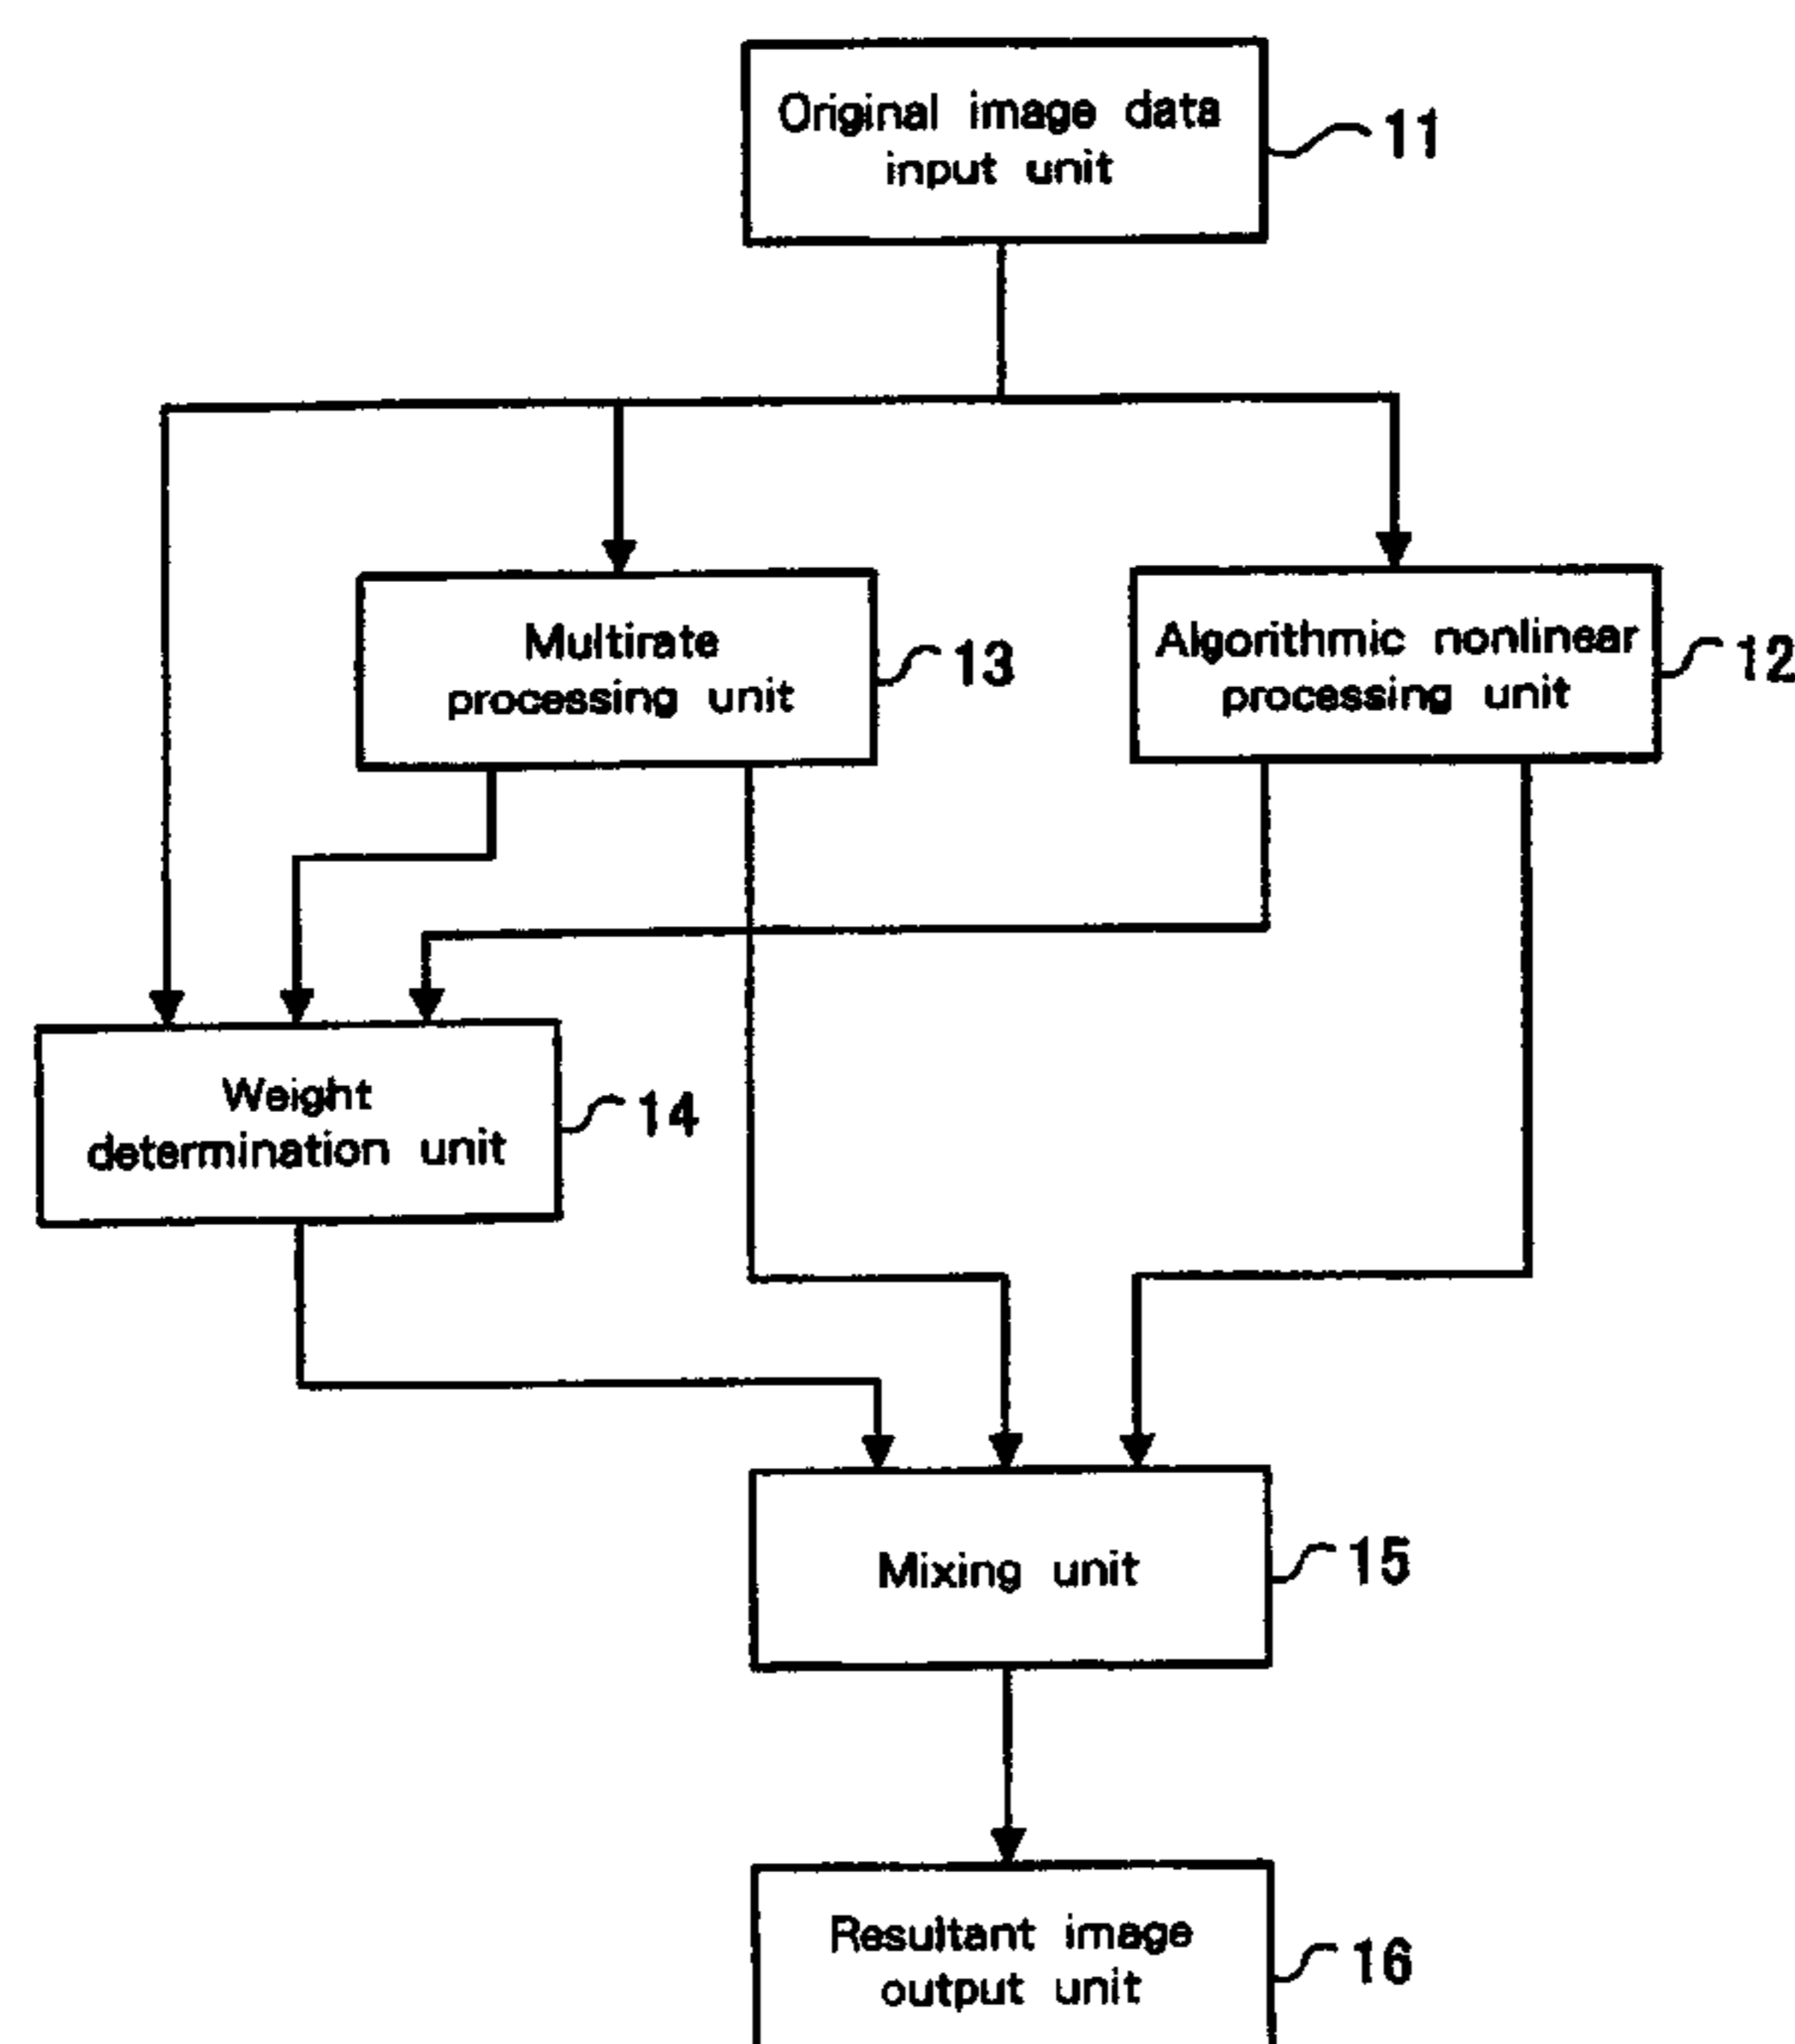 Original image data
input unit
11
Multirate
processing unit
13
Algorithmic nonlinear
processing unit
12
Weight
determination unit
14
Mixing unit
15
Resultant image
output unit
16